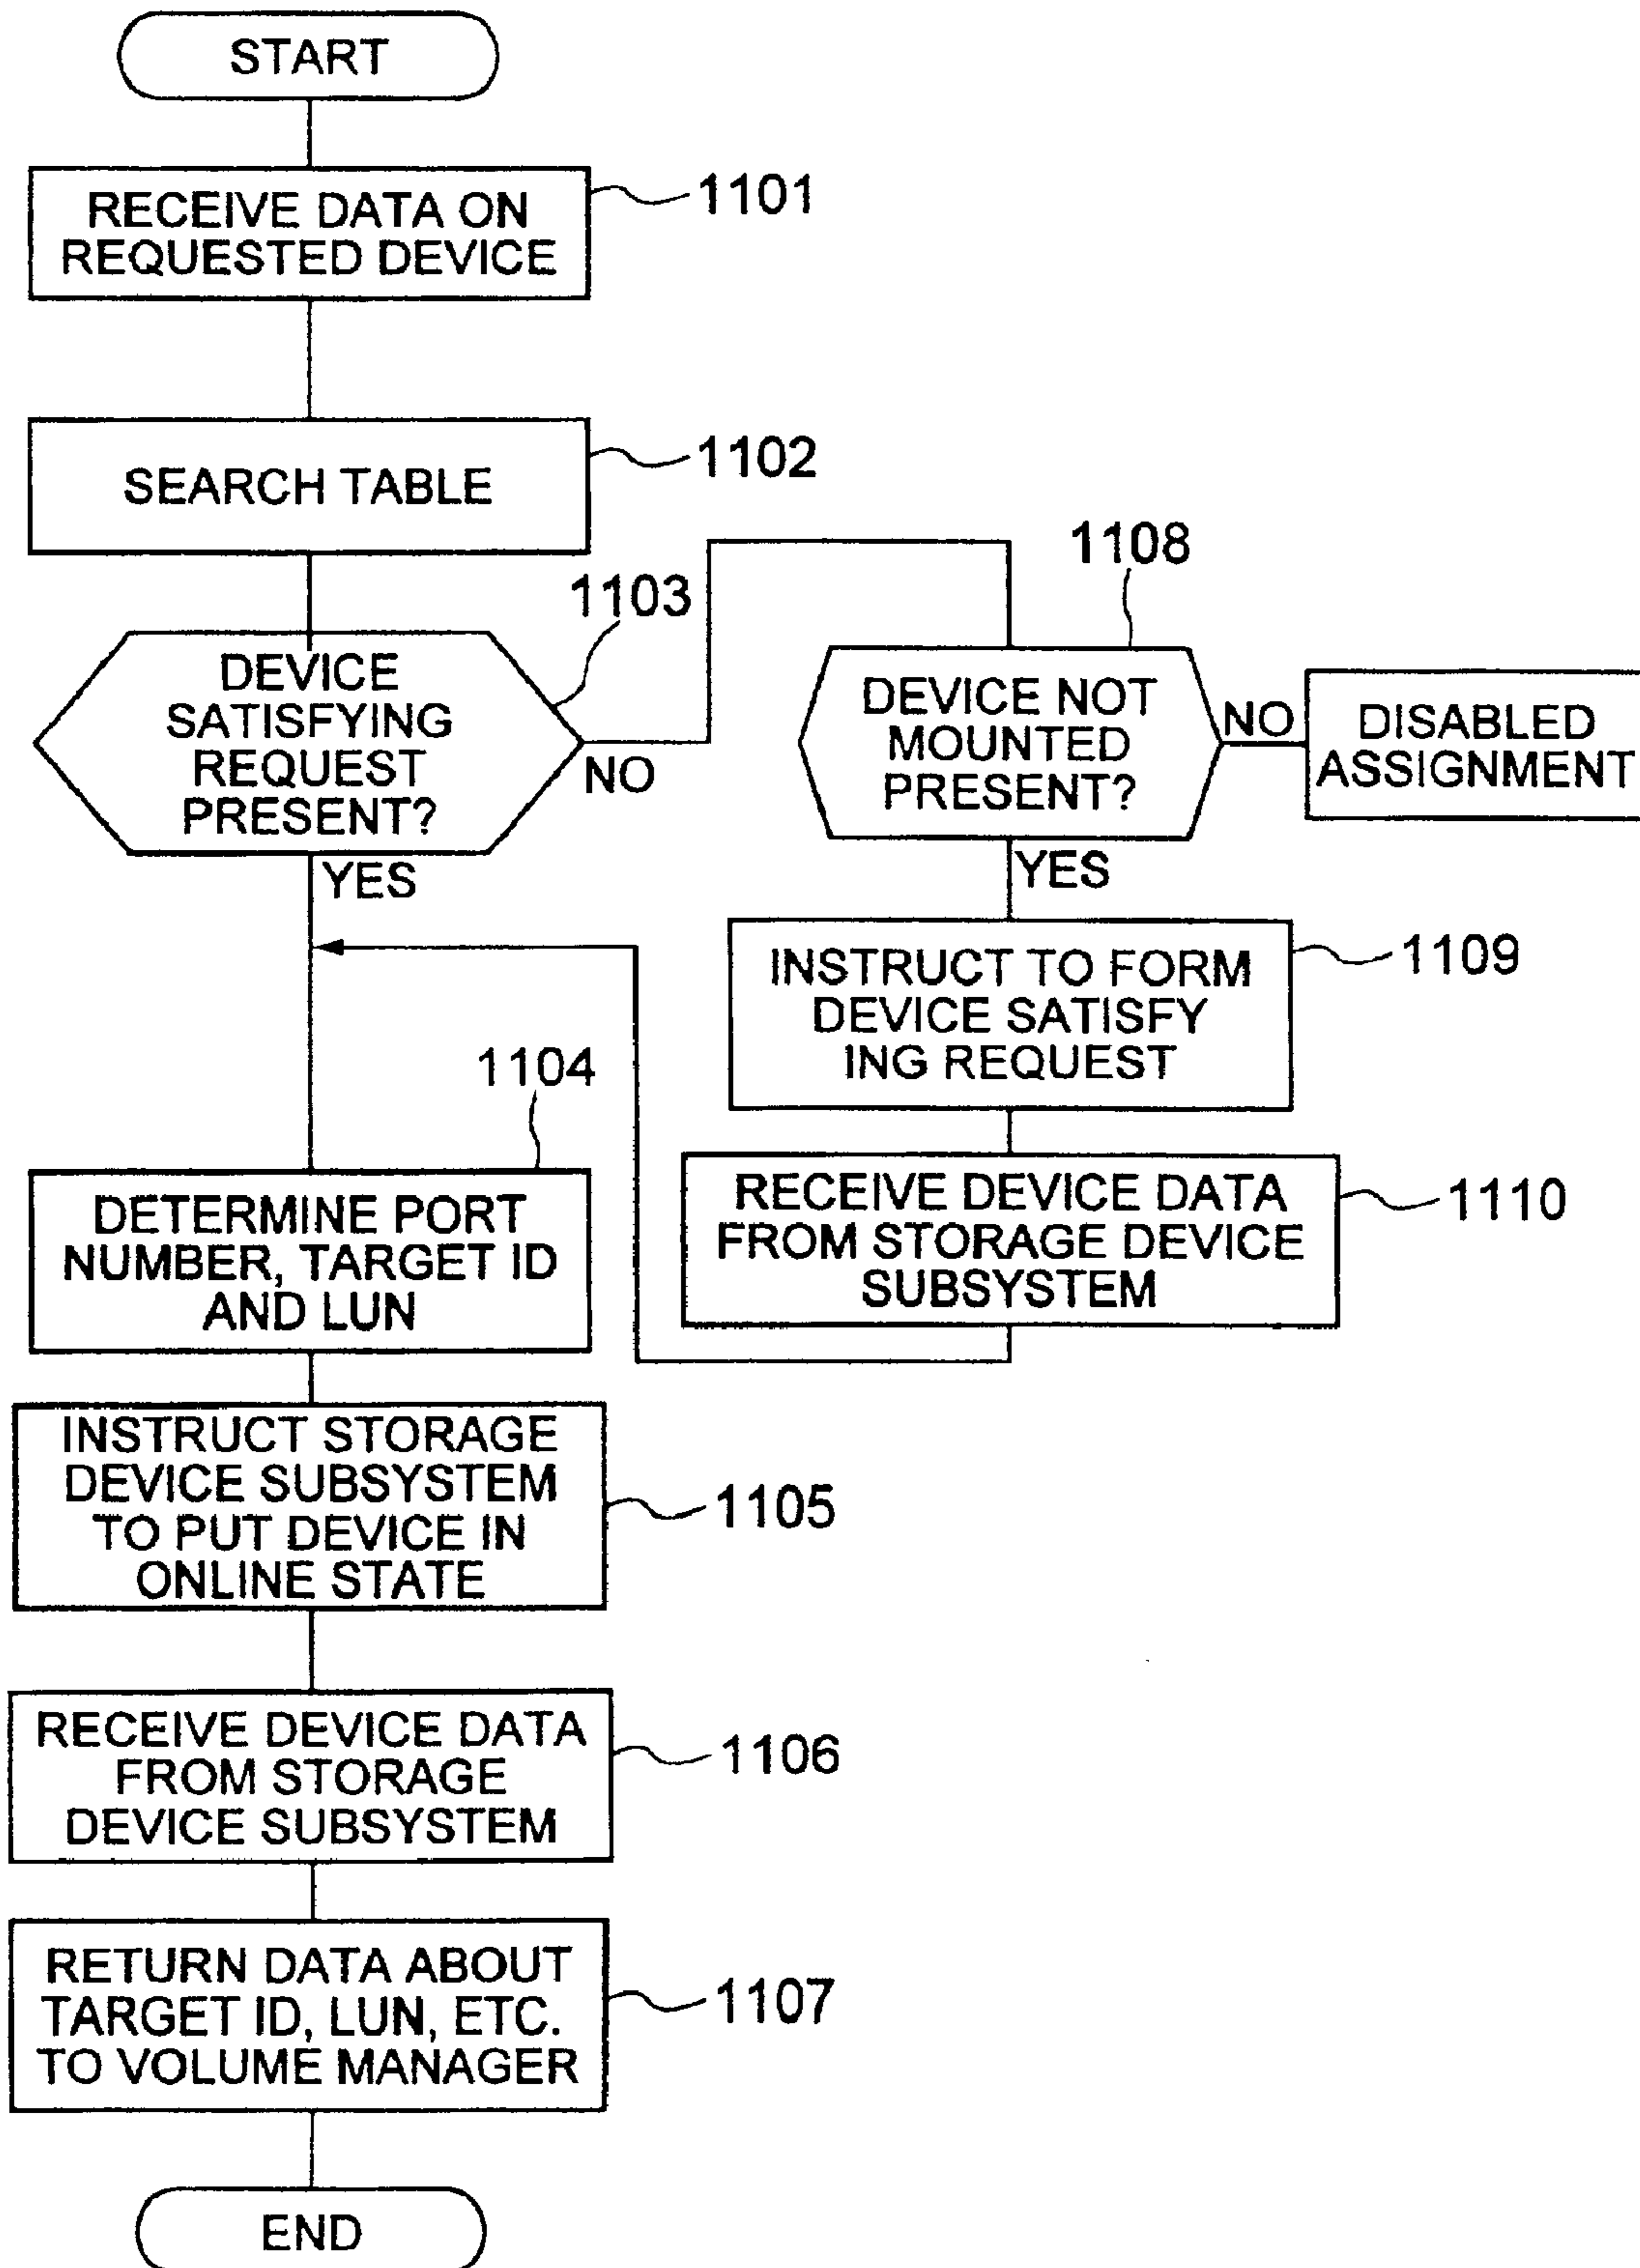 START
RECEIVE DATA ON
REQUESTED DEVICE
1101
SEARCH TABLE
1102
DEVICE
SATISFYING
REQUEST
PRESENT?
1103
NO
YES
DEVICE NOT
MOUNTED
PRESENT?
1108
NO
DISABLED
ASSIGNMENT
YES
INSTRUCT TO FORM
DEVICE SATISFY
ING REQUEST
1109
RECEIVE DEVICE DATA
FROM STORAGE DEVICE
SUBSYSTEM
1110
1104
DETERMINE PORT
NUMBER, TARGET ID
AND LUN
INSTRUCT STORAGE
DEVICE SUBSYSTEM
TO PUT DEVICE IN
ONLINE STATE
1105
RECEIVE DEVICE DATA
FROM STORAGE
DEVICE SUBSYSTEM
1106
RETURN DATA ABOUT
TARGET ID, LUN, ETC.
TO VOLUME MANAGER
1107
END